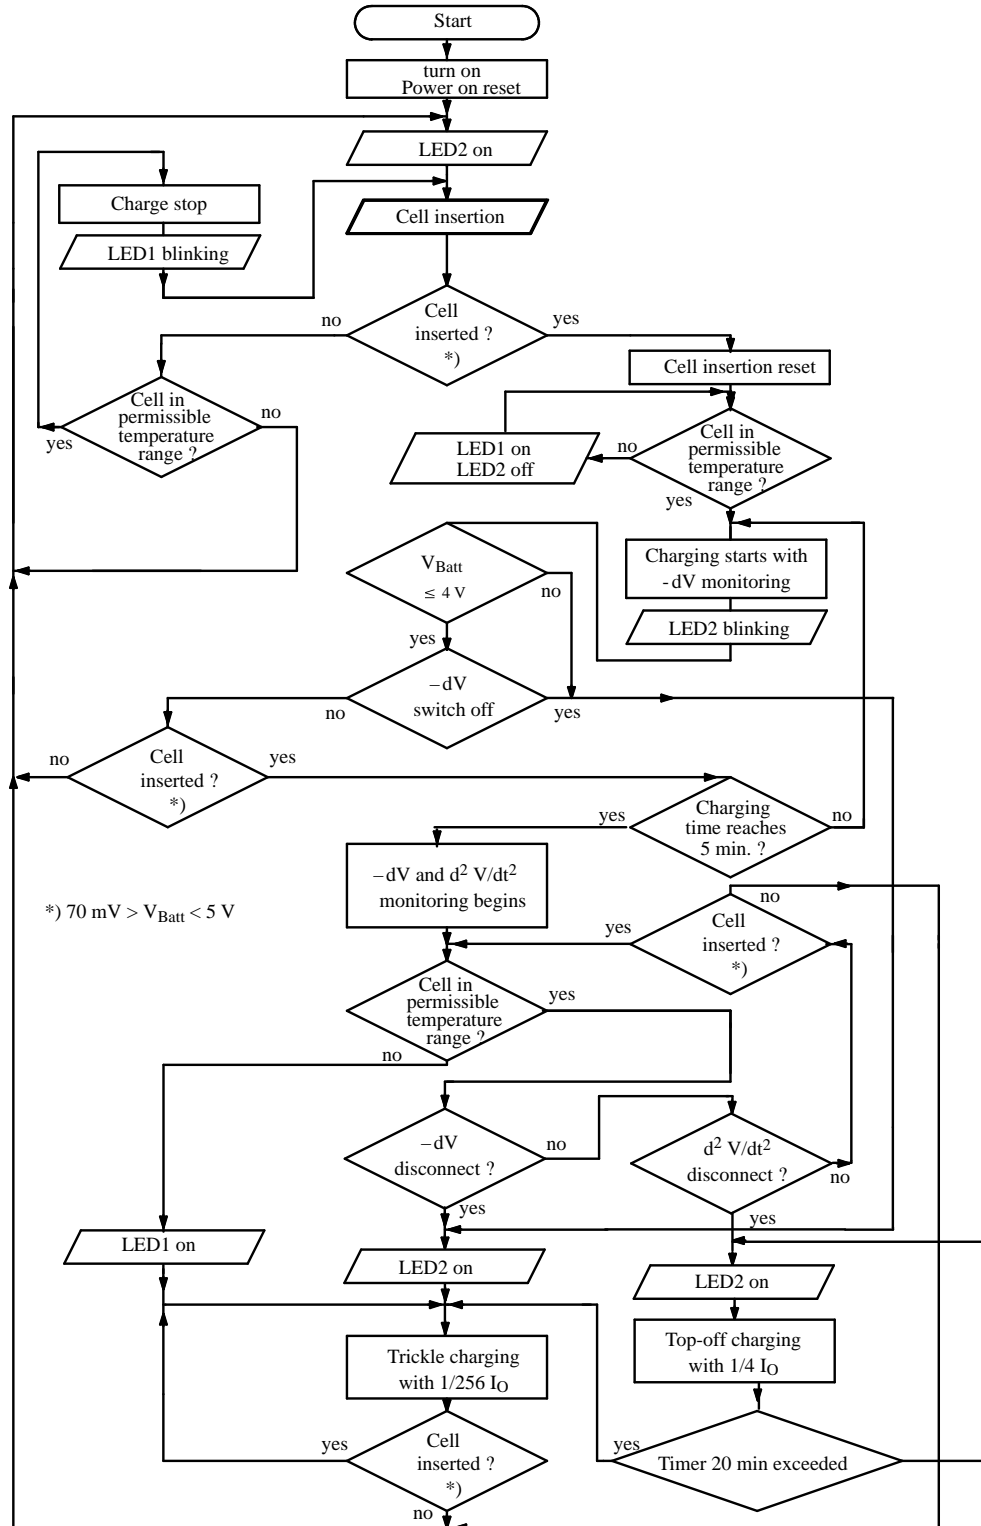 Start
turn on
Power on reset
LED2 on
Charge stop
Cell insertion
LED1 blinking
Cell
inserted ?
*)
no
yes
Cell insertion reset
Cell in
permissible
temperature
range ?
no
yes
LED1 on
LED2 off
no
Cell in
permissible
temperature
range ?
yes
VBatt
≤ 4 V
no
yes
Charging starts with
-dV monitoring
LED2 blinking
–dV
switch off
no
yes
Cell
inserted ?
*)
no
yes
Charging
time reaches
5 min. ?
yes
no
–dV and d² V/dt²
monitoring begins
*) 70 mV > VBatt < 5 V
no
yes
Cell
inserted ?
*)
Cell in
permissible
temperature
range ?
yes
no
–dV
disconnect ?
no
yes
d² V/dt²
disconnect ?
no
yes
LED1 on
LED2 on
LED2 on
Trickle charging
with 1/256 IO
Top-off charging
with 1/4 IO
yes
Cell
inserted ?
*)
no
yes
Timer 20 min exceeded